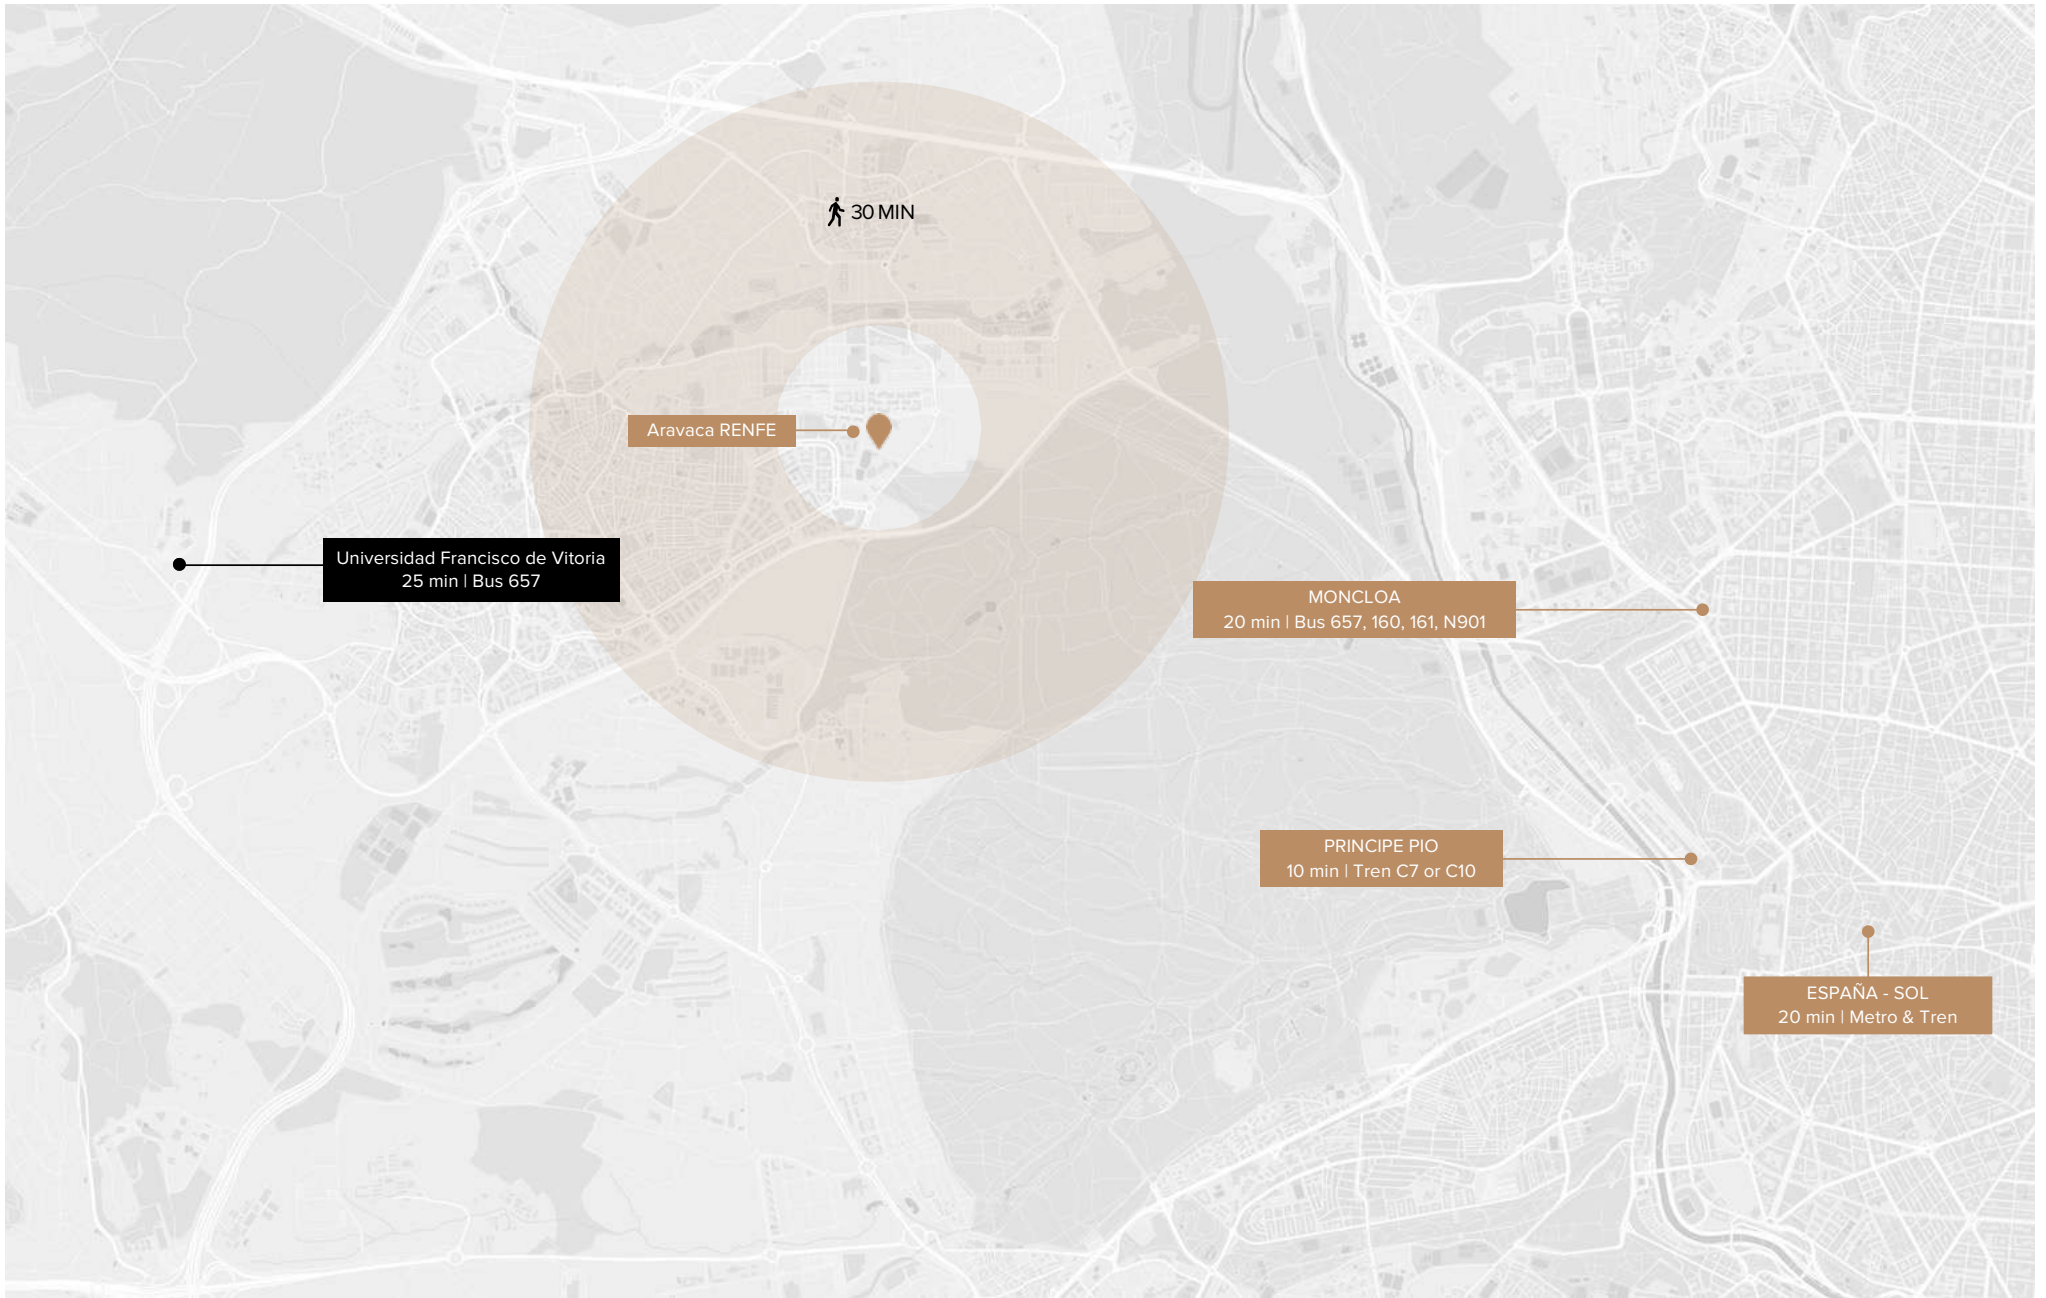 30 MIN
Aravaca RENFE
Universidad Francisco de Vitoria
25 min | Bus 657
MONCLOA
20 min | Bus 657, 160, 161, N901
PRINCIPE PIO
10 min | Tren C7 or C10
ESPAÑA - SOL
20 min | Metro & Tren